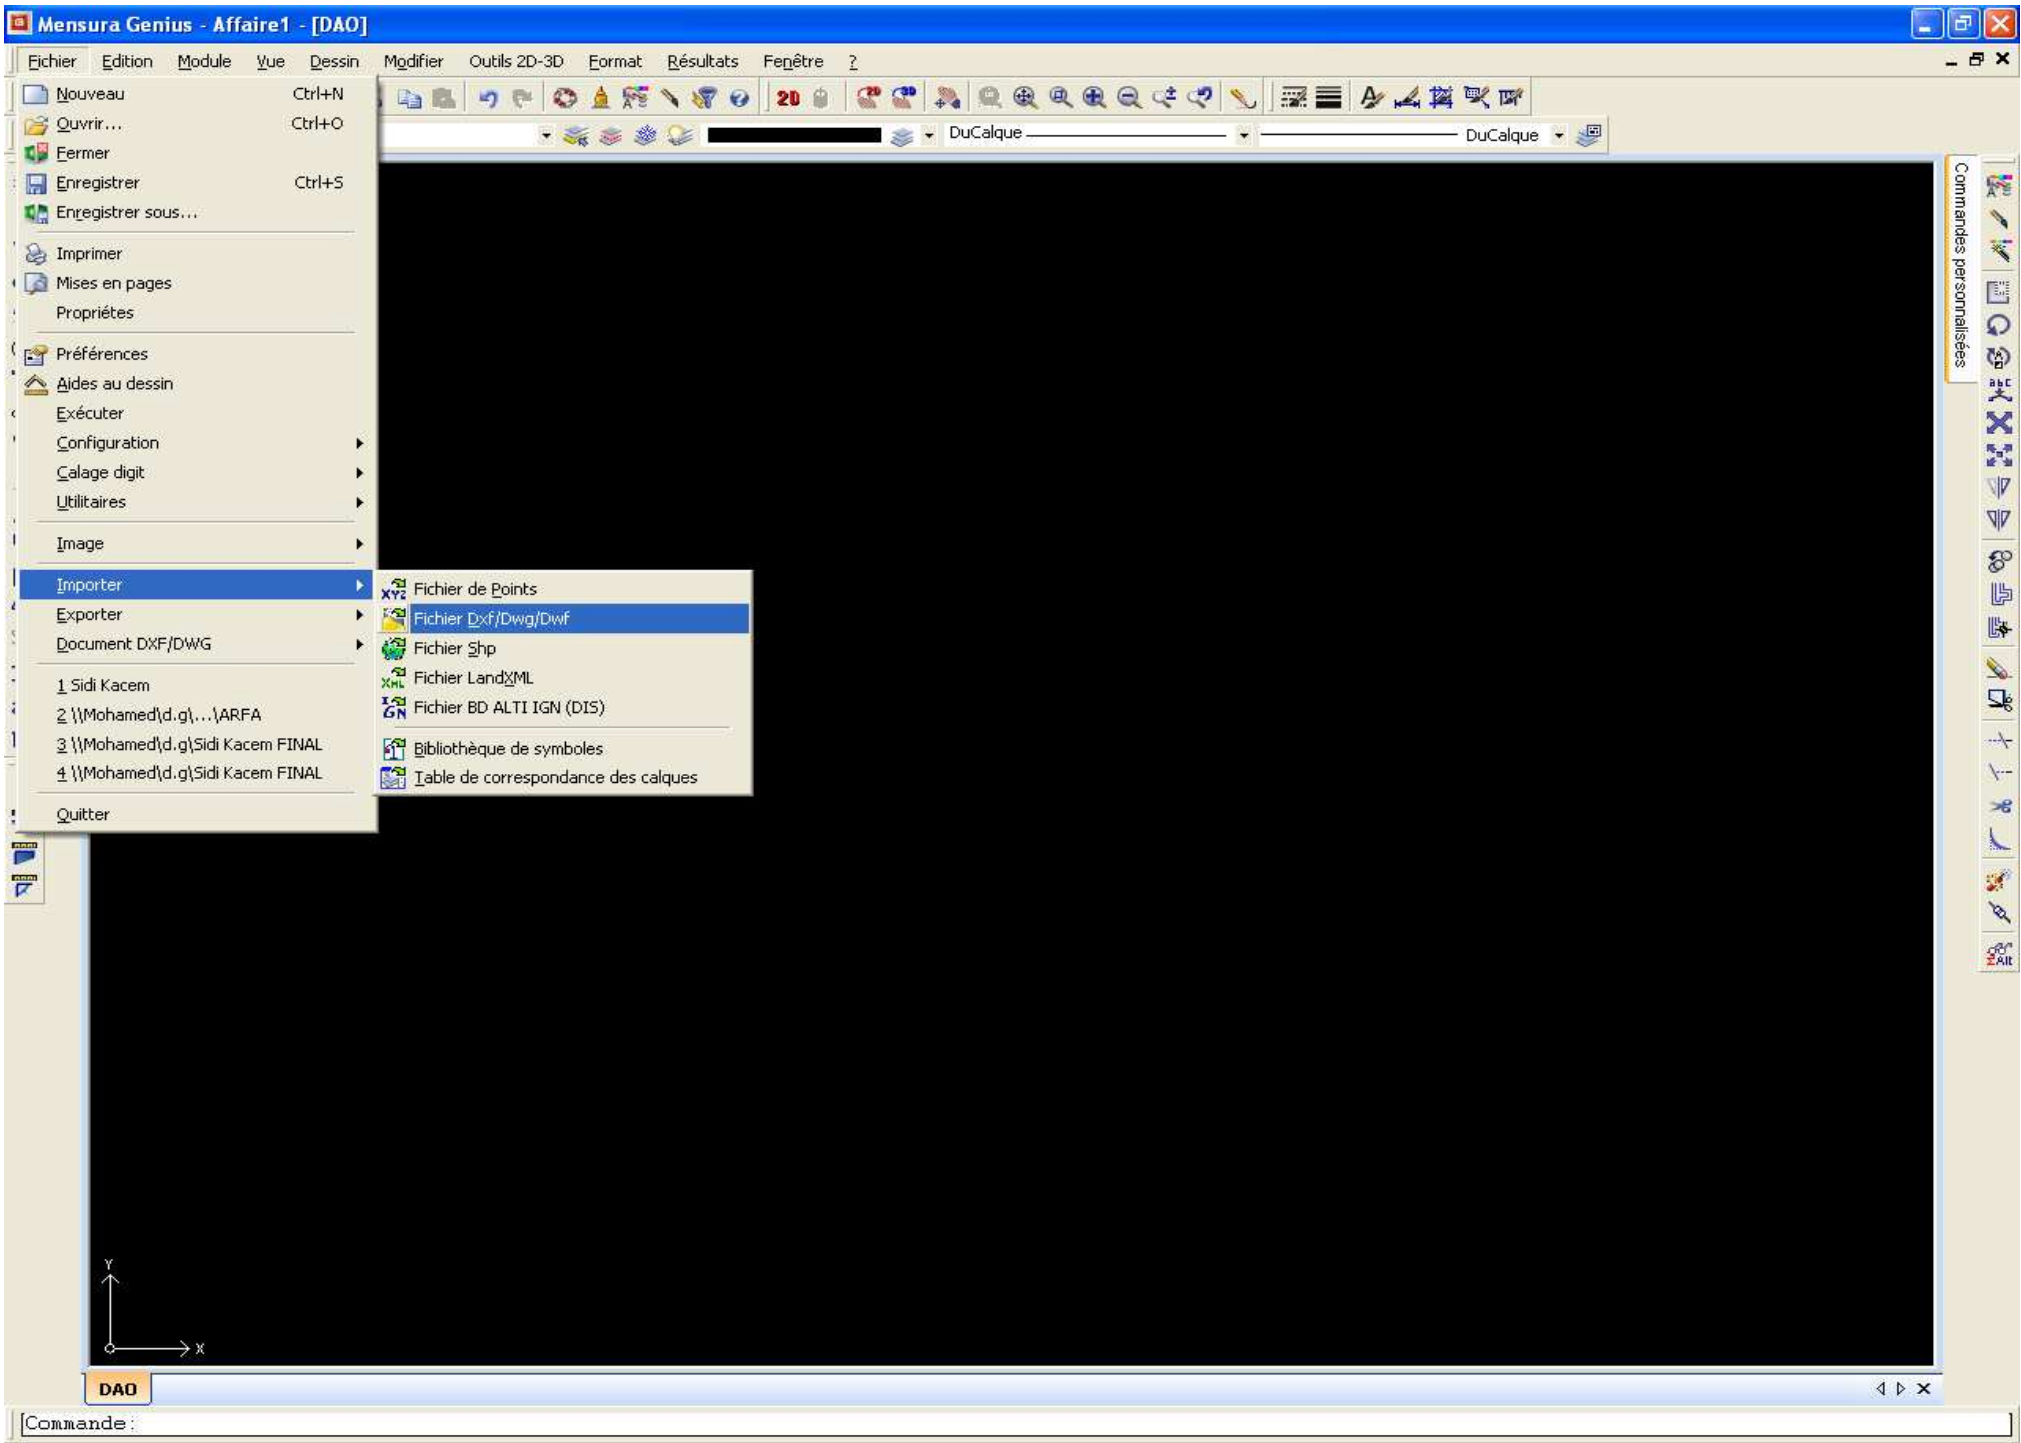 Mensura Genius - Affaire1 - [DAO]
Fichier Edition Module Vue Dessin Modifier Outils 2D-3D Format Résultats Fenêtre ?
Nouveau Ctrl+N
Ouvrir... Ctrl+O
Fermer
Enregistrer Ctrl+S
Enregistrer sous...
Imprimer
Mises en pages
Propriétes
Préférences
Aides au dessin
Exécuter
Configuration
Calage digit
Utilitaires
Image
Importer
Exporter
Document DXF/DWG
1 Sidi Kacem
2 \\Mohamed\d.g\...\ARFA
3 \\Mohamed\d.g\Sidi Kacem FINAL
4 \\Mohamed\d.g\Sidi Kacem FINAL
Quitter
Fichier de Points
Fichier Dxf/Dwg/Dwf
Fichier Shp
Fichier LandXML
Fichier BD ALTI IGN (DIS)
Bibliothèque de symboles
Table de correspondance des calques
2D
DuCalque
DuCalque
Commandes personnalisées
Y
X
DAO
Commande: